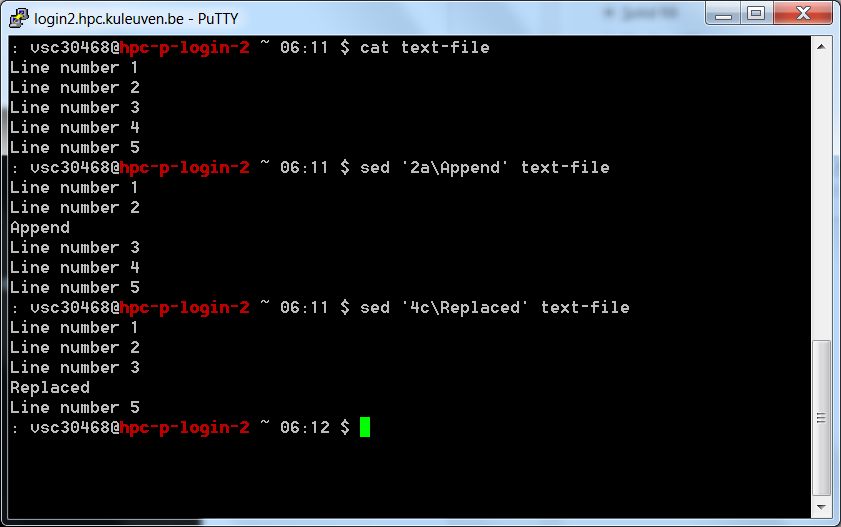 login2.hpc.kuleuven.be - PuTTY
: vsc30468@hpc-p-login-2 ~ 06:11 $ cat text-file
Line number 1
Line number 2
Line number 3
Line number 4
Line number 5
: vsc30468@hpc-p-login-2 ~ 06:11 $ sed '2a\Append' text-file
Line number 1
Line number 2
Append
Line number 3
Line number 4
Line number 5
: vsc30468@hpc-p-login-2 ~ 06:11 $ sed '4c\Replaced' text-file
Line number 1
Line number 2
Line number 3
Replaced
Line number 5
: vsc30468@hpc-p-login-2 ~ 06:12 $